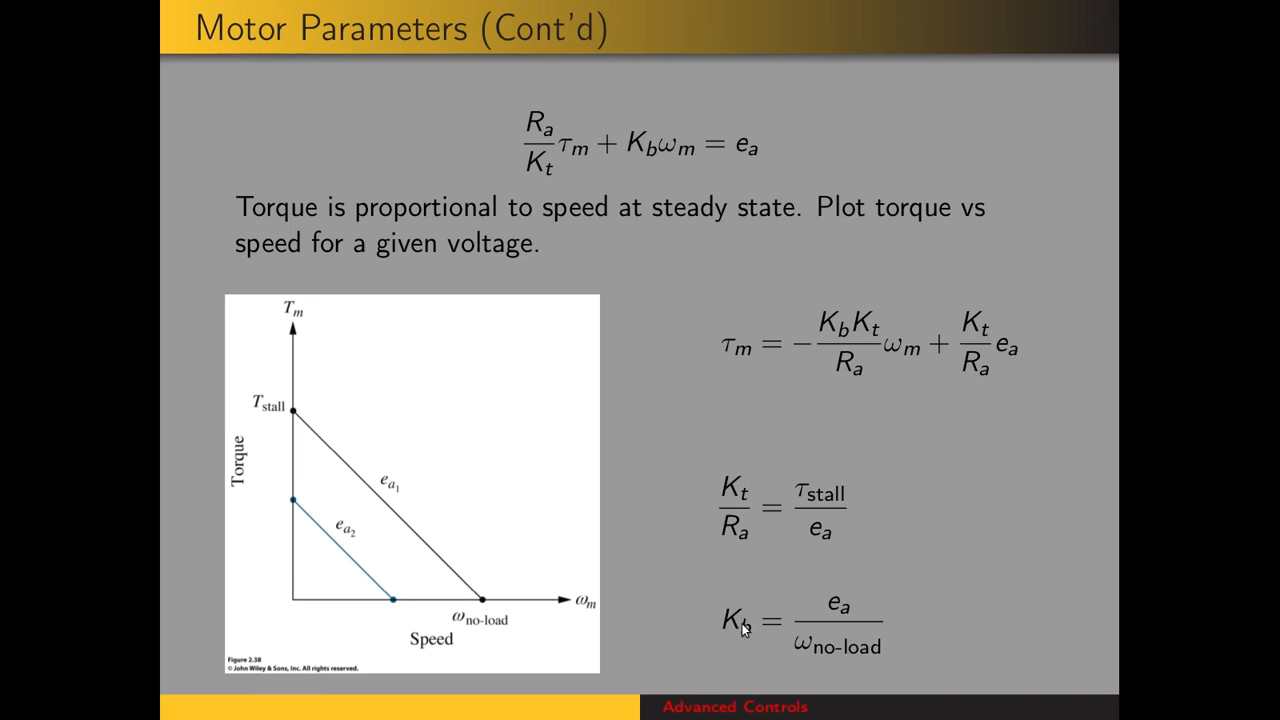 Motor Parameters (Cont'd)
R_a/K_t τ_m + K_b ω_m = e_a
Torque is proportional to speed at steady state. Plot torque vs
speed for a given voltage.
T_m
T_stall
Torque
e_a_1
e_a_2
ω_m
ω_no-load
Speed
Figure 2.38
© John Wiley & Sons, Inc. All rights reserved.
τ_m = −K_b K_t/R_a ω_m + K_t/R_a e_a
K_t/R_a = τ_stall/e_a
K_b = e_a/ω_no-load
Advanced Controls